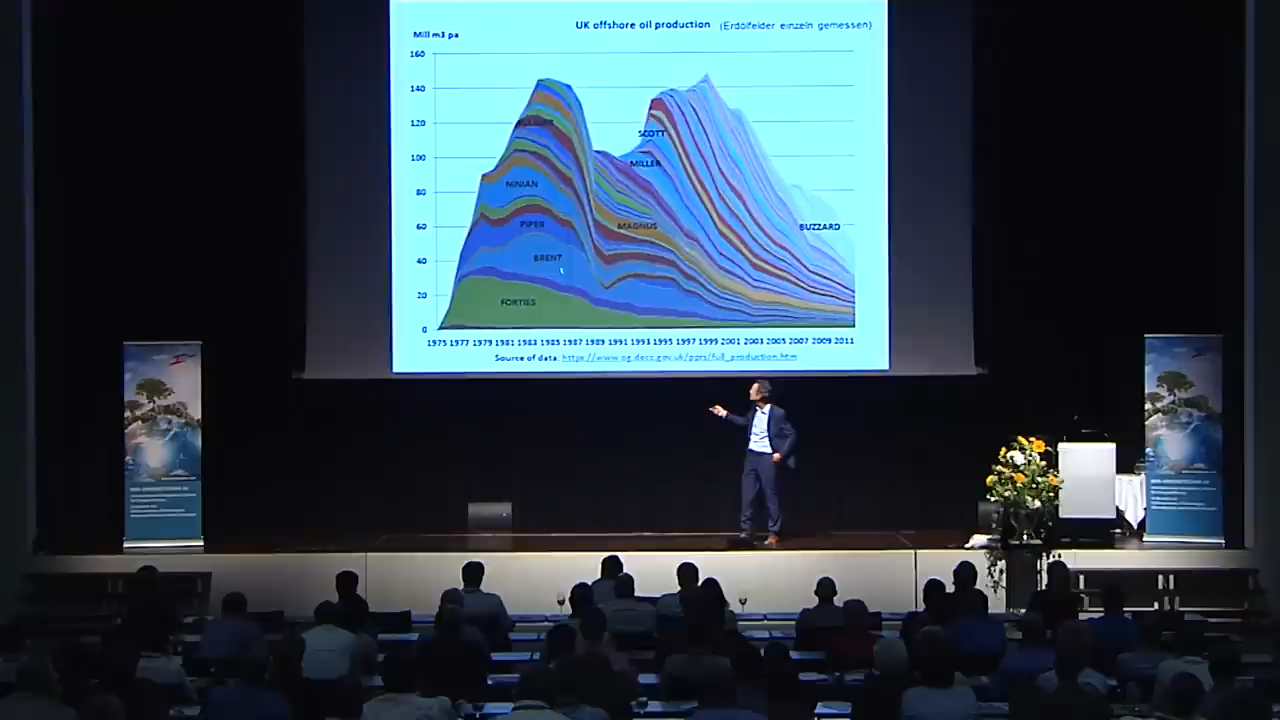 UK offshore oil production (Erdölfelder einzeln gemessen)
Mill m3 pa
160
140
120
100
80
60
40
20
0
SCOTT
MILLER
NINIAN
PIPER
MAGNUS
BUZZARD
BRENT
FORTIES
1975 1977 1979 1981 1983 1985 1987 1989 1991 1993 1995 1997 1999 2001 2003 2005 2007 2009 2011
Source of data: https://www.og.decc.gov.uk/pprs/full_production.htm